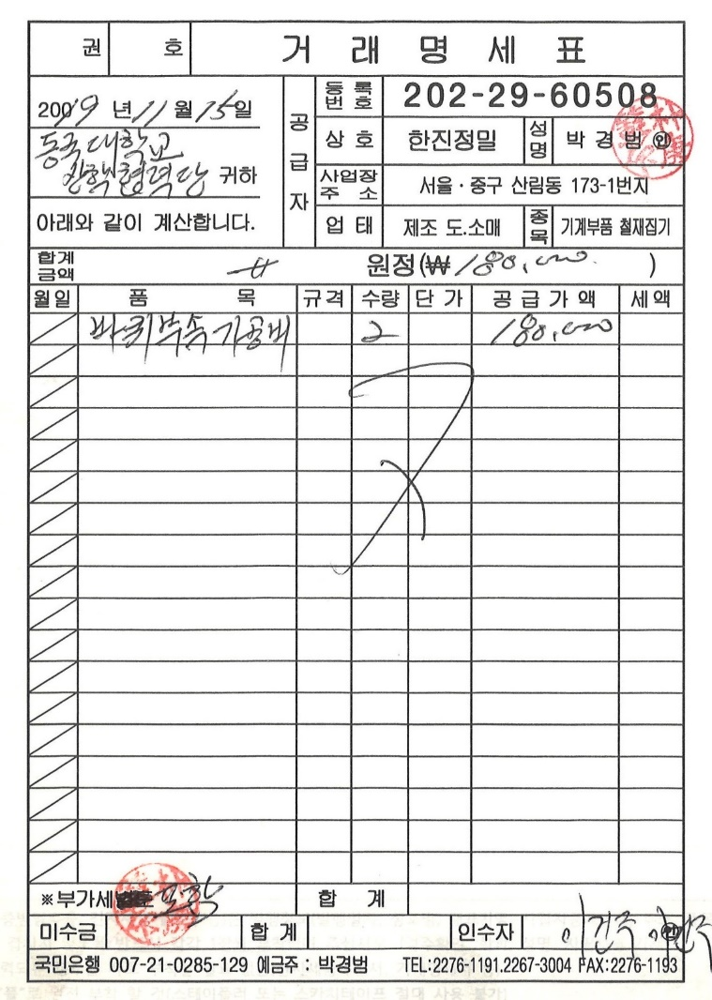 권 호 거 래 명 세 표
2019 년 11 월 15일
동국대학교
산학협력단 귀하
아래와 같이 계산합니다.
공급자
등록번호 202-29-60508
상 호 한진정밀 성명 박 경 범 ㊞
사업장주 소 서울·중구 산림동 173-1번지
업 태 제조 도.소매 종목 기계부품 철재집기
합계금액 원정(₩ 180,000 )
월일 품 목 규격 수량 단 가 공 급 가 액 세 액
바퀴부속 가공비 2 180,000
※부가세 포함 합 계
미수금 합 계 인수자 이건주
국민은행 007-21-0285-129 예금주 : 박경범 TEL:2276-1191.2267-3004 FAX:2276-1193